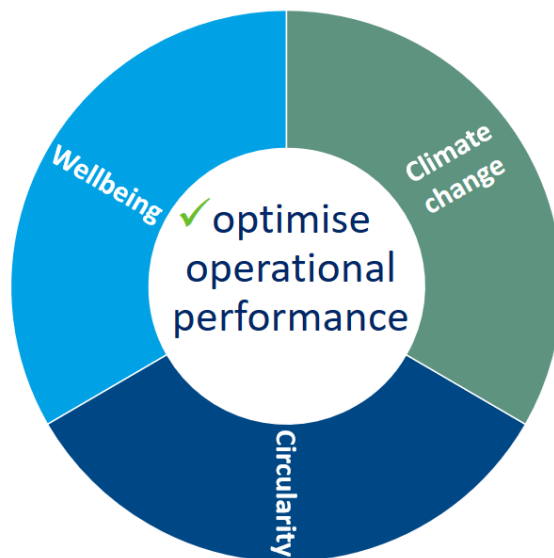 Wellbeing
Climate
change
✓optimise
operational
performance
Circularity